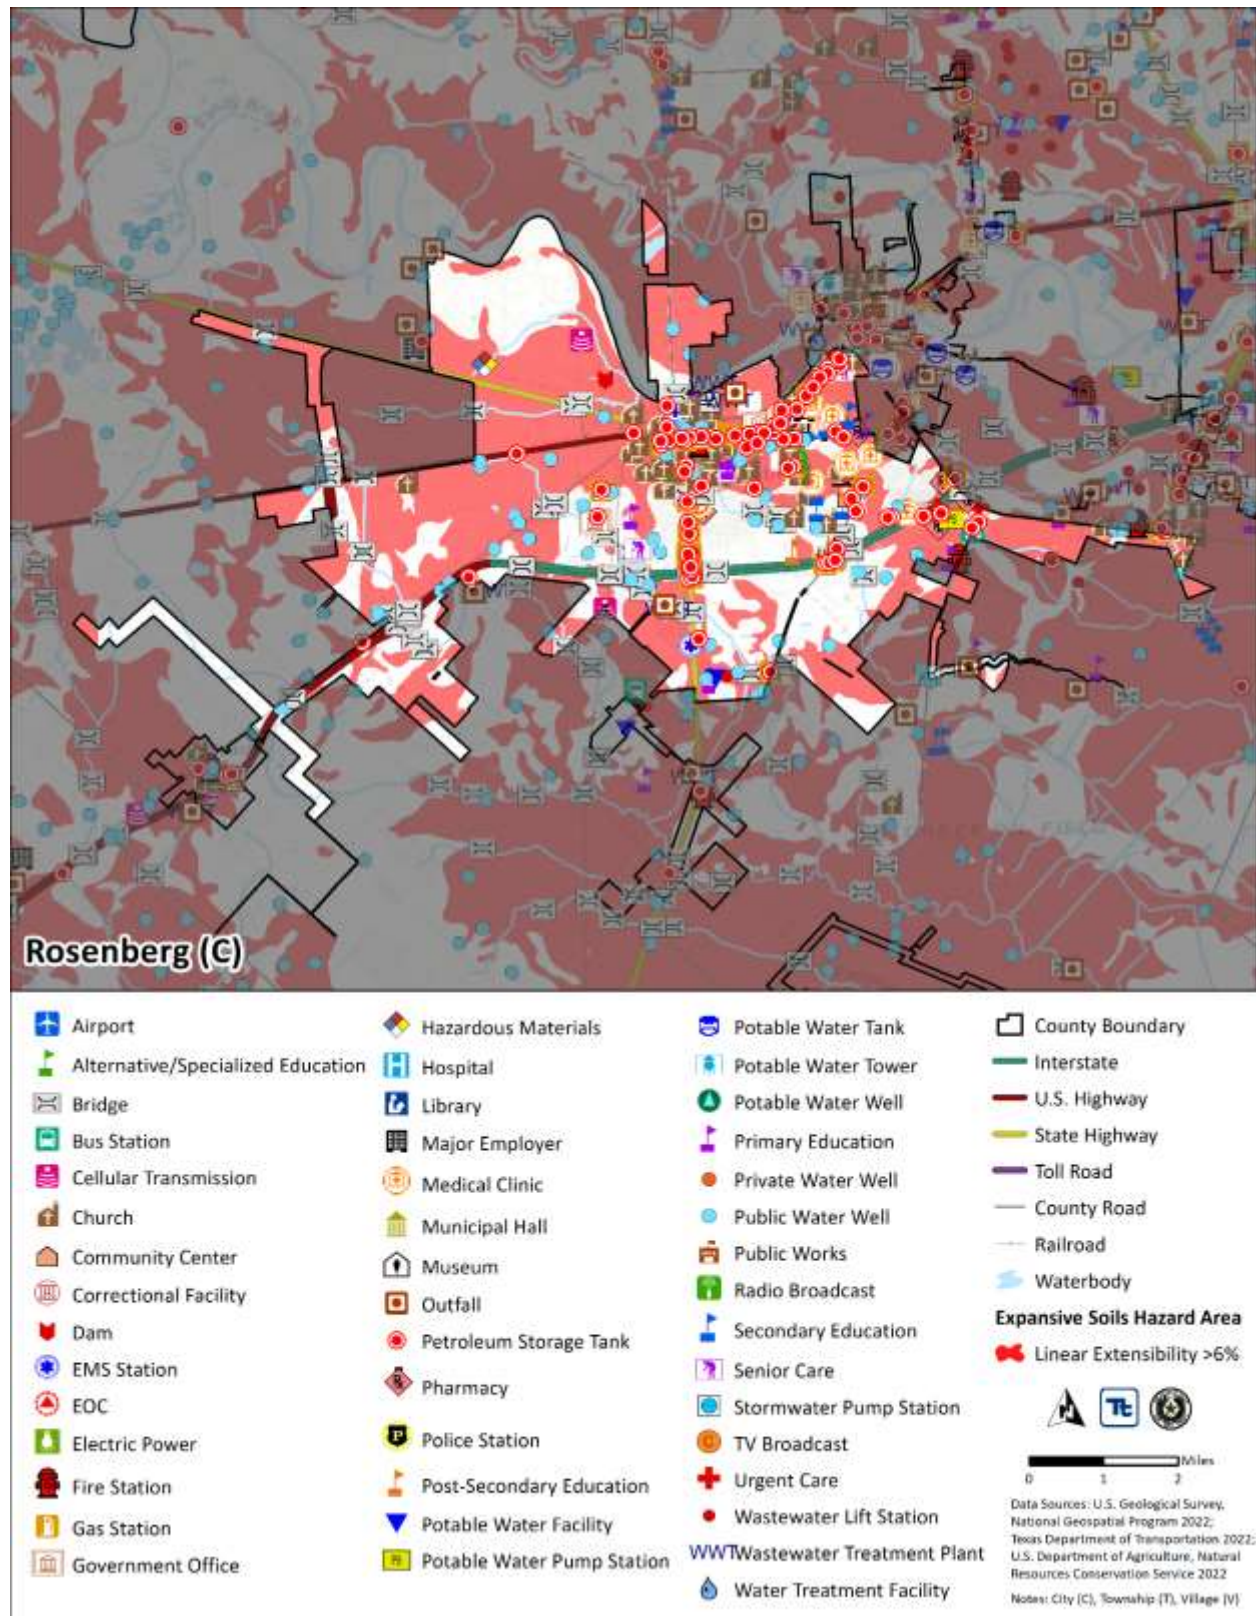 Rosenberg (C)
Airport
Alternative/Specialized Education
Bridge
Bus Station
Cellular Transmission
Church
Community Center
Correctional Facility
Dam
EMS Station
EOC
Electric Power
Fire Station
Gas Station
Government Office
Hazardous Materials
Hospital
Library
Major Employer
Medical Clinic
Municipal Hall
Museum
Outfall
Petroleum Storage Tank
Pharmacy
Police Station
Post-Secondary Education
Potable Water Facility
Potable Water Pump Station
Potable Water Tank
Potable Water Tower
Potable Water Well
Primary Education
Private Water Well
Public Water Well
Public Works
Radio Broadcast
Secondary Education
Senior Care
Stormwater Pump Station
TV Broadcast
Urgent Care
Wastewater Lift Station
WWT Wastewater Treatment Plant
Water Treatment Facility
County Boundary
Interstate
U.S. Highway
State Highway
Toll Road
County Road
Railroad
Waterbody
Expansive Soils Hazard Area
Linear Extensibility >6%
Tt
Miles
0 1 2
Data Sources: U.S. Geological Survey,
National Geospatial Program 2022;
Texas Department of Transportation 2022;
U.S. Department of Agriculture, Natural
Resources Conservation Service 2022
Notes: City (C), Township (T), Village (V)